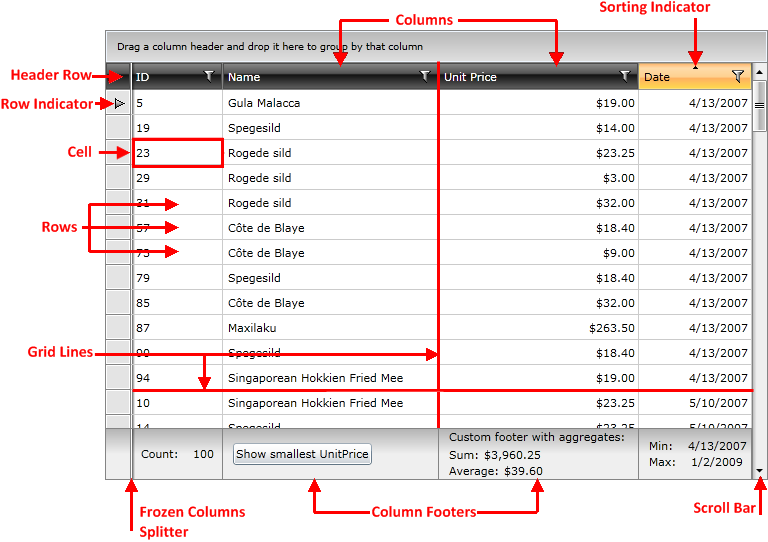 Columns
Sorting Indicator
Drag a column header and drop it here to group by that column
Header Row
ID Name Unit Price Date
Row Indicator
5 Gula Malacca $19.00 4/13/2007
19 Spegesild $14.00 4/13/2007
Cell
23 Rogede sild $23.25 4/13/2007
29 Rogede sild $3.00 4/13/2007
31 Rogede sild $32.00 4/13/2007
Rows
57 Côte de Blaye $18.40 4/13/2007
75 Côte de Blaye $9.00 4/13/2007
79 Spegesild $18.40 4/13/2007
85 Côte de Blaye $32.00 4/13/2007
87 Maxilaku $263.50 4/13/2007
Grid Lines
90 Spegesild $18.40 4/13/2007
94 Singaporean Hokkien Fried Mee $19.00 4/13/2007
10 Singaporean Hokkien Fried Mee $23.25 5/10/2007
14 Spegesild $23.25 5/10/2007
Count: 100
Show smallest UnitPrice
Custom footer with aggregates:
Sum: $3,960.25
Average: $39.60
Min: 4/13/2007
Max: 1/2/2009
Frozen Columns
Splitter
Column Footers
Scroll Bar